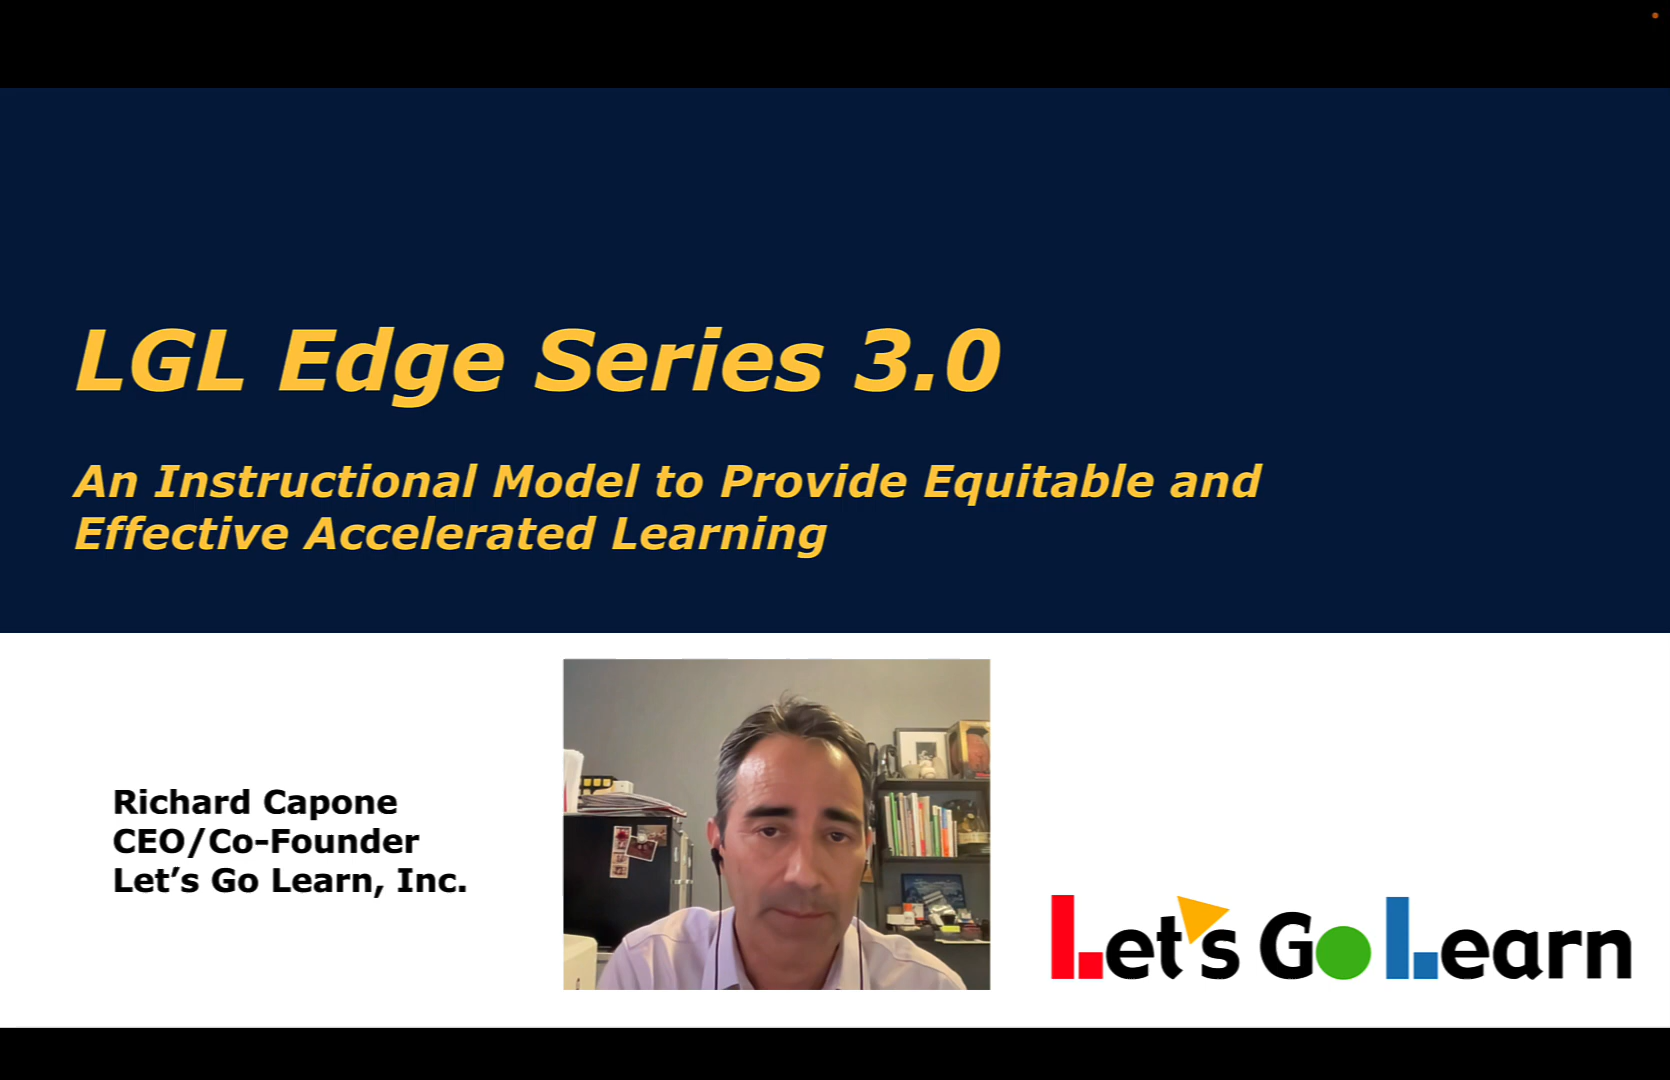 LGL Edge Series 3.0
An Instructional Model to Provide Equitable and
Effective Accelerated Learning
Richard Capone
CEO/Co-Founder
Let’s Go Learn, Inc.
Let's Go Learn